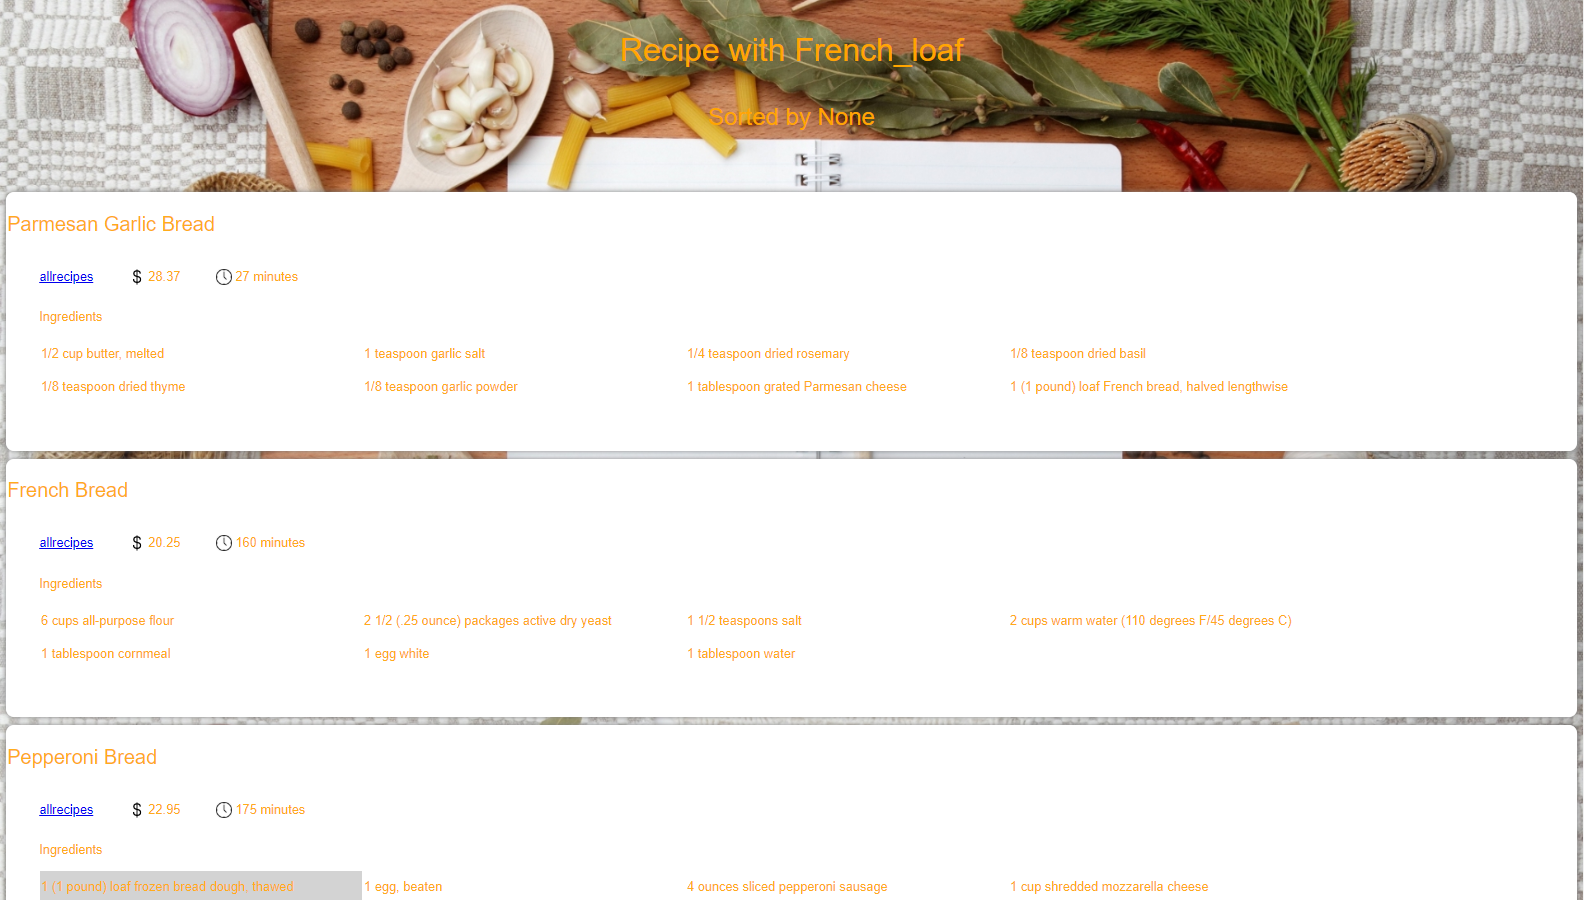 Recipe with French_loaf
Sorted by None
Parmesan Garlic Bread
allrecipes $ 28.37 27 minutes
Ingredients
1/2 cup butter, melted 1 teaspoon garlic salt 1/4 teaspoon dried rosemary 1/8 teaspoon dried basil
1/8 teaspoon dried thyme 1/8 teaspoon garlic powder 1 tablespoon grated Parmesan cheese 1 (1 pound) loaf French bread, halved lengthwise
French Bread
allrecipes $ 20.25 160 minutes
Ingredients
6 cups all-purpose flour 2 1/2 (.25 ounce) packages active dry yeast 1 1/2 teaspoons salt 2 cups warm water (110 degrees F/45 degrees C)
1 tablespoon cornmeal 1 egg white 1 tablespoon water
Pepperoni Bread
allrecipes $ 22.95 175 minutes
Ingredients
1 (1 pound) loaf frozen bread dough, thawed 1 egg, beaten 4 ounces sliced pepperoni sausage 1 cup shredded mozzarella cheese